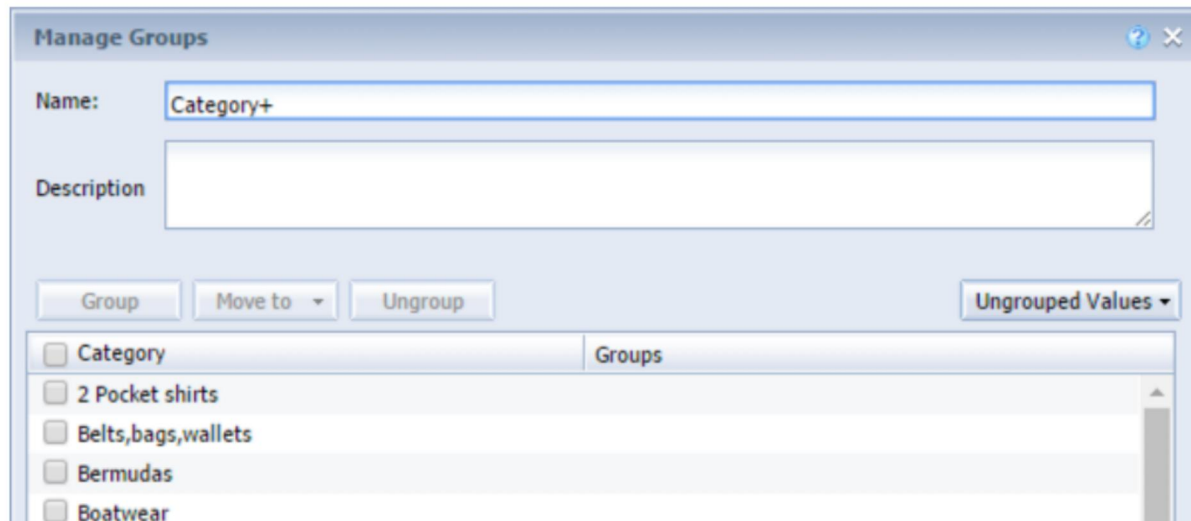 Manage Groups
Name: Category+
Description
Group Move to Ungroup Ungrouped Values
Category Groups
2 Pocket shirts
Belts,bags,wallets
Bermudas
Boatwear